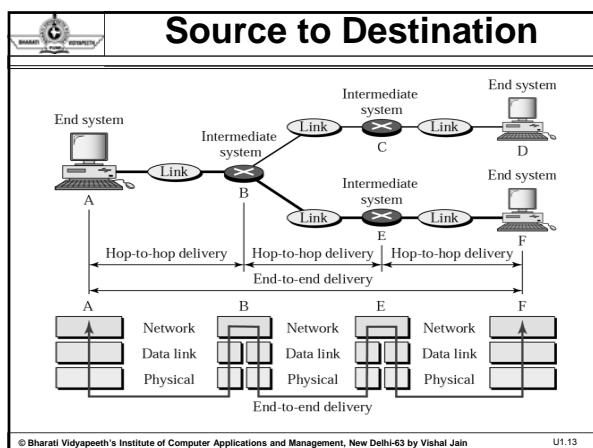 BHARATI VIDYAPEETH
PUNE
Source to Destination
End system
Intermediate
system
Link
C
Link
End system
D
Intermediate
system
A
Link
B
Intermediate
system
Link
E
Link
End system
F
Hop-to-hop delivery
Hop-to-hop delivery
Hop-to-hop delivery
End-to-end delivery
A
B
E
F
Network
Network
Network
Data link
Data link
Data link
Physical
Physical
Physical
End-to-end delivery
© Bharati Vidyapeeth's Institute of Computer Applications and Management, New Delhi-63 by Vishal Jain
U1.13